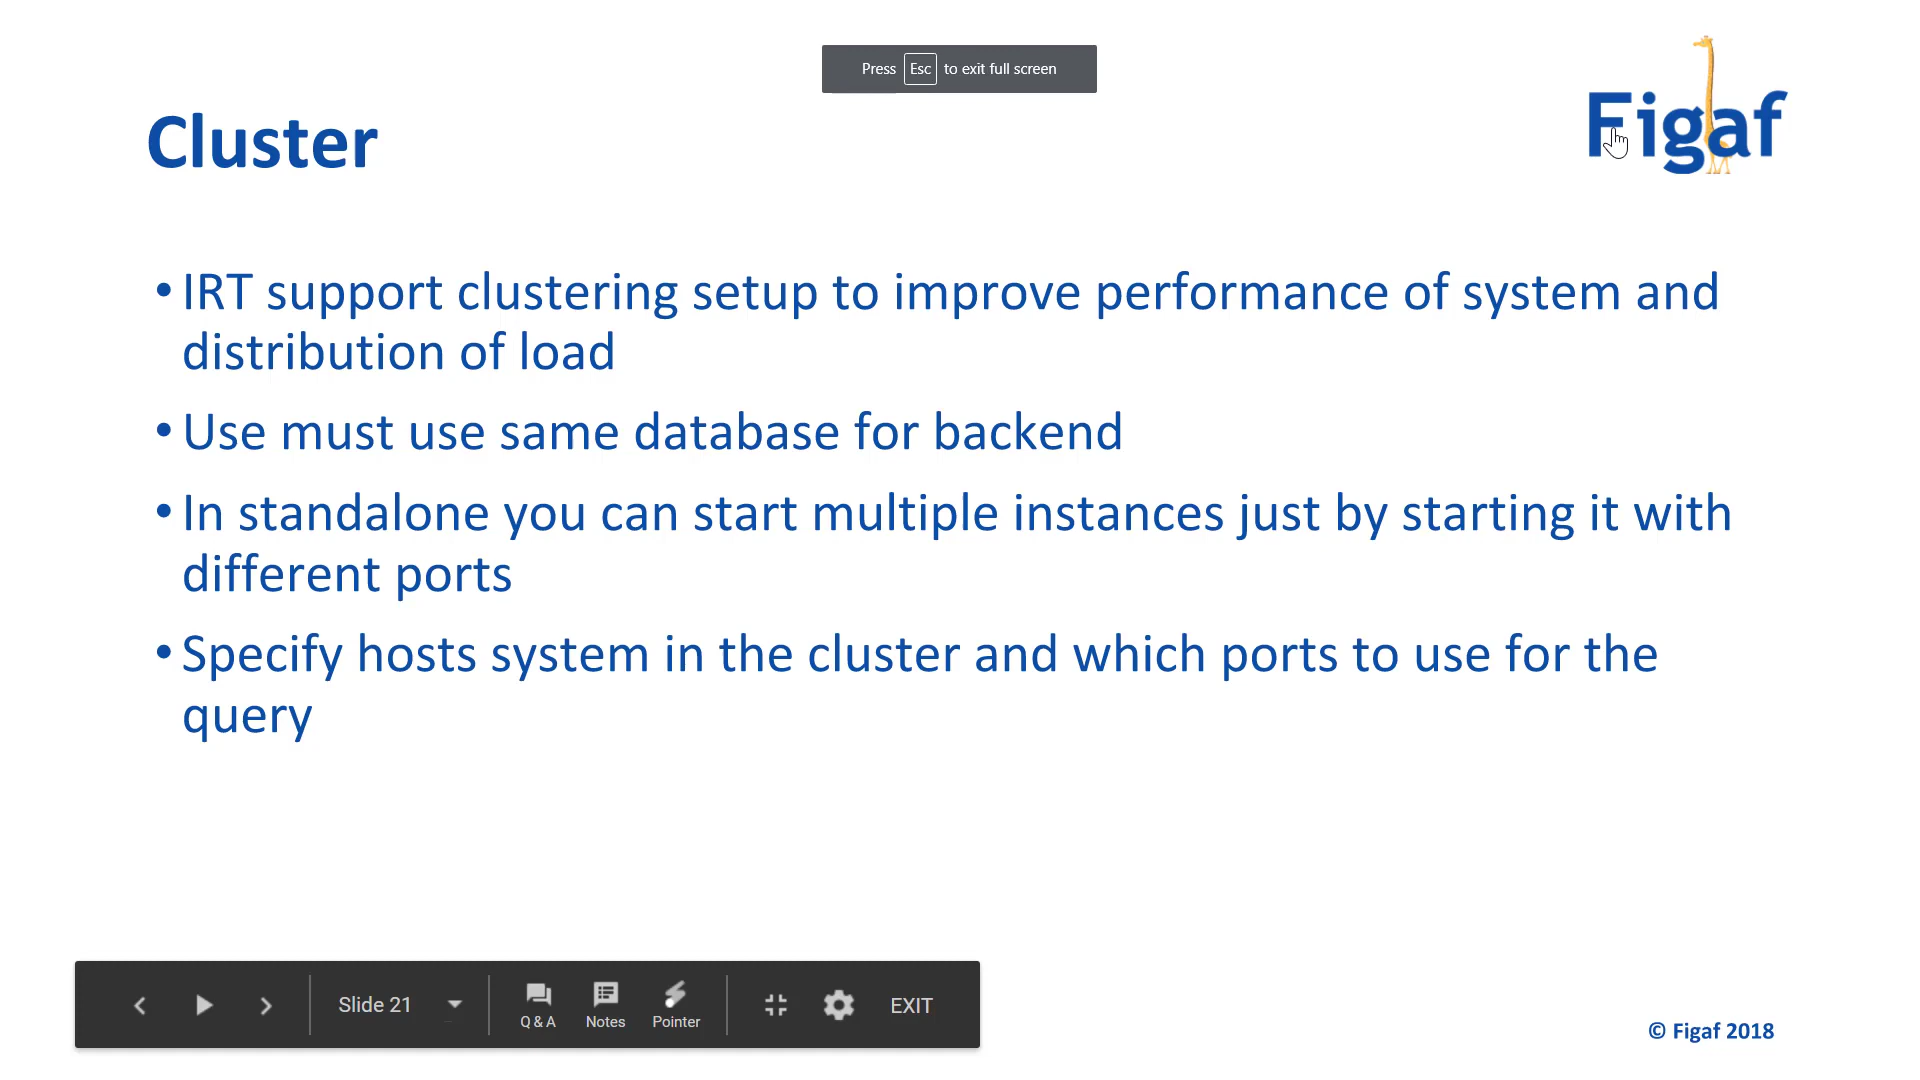 Press Esc to exit full screen
Figaf
Cluster
• IRT support clustering setup to improve performance of system and
distribution of load
• Use must use same database for backend
• In standalone you can start multiple instances just by starting it with
different ports
• Specify hosts system in the cluster and which ports to use for the
query
Slide 21
Q & A
Notes
Pointer
EXIT
© Figaf 2018